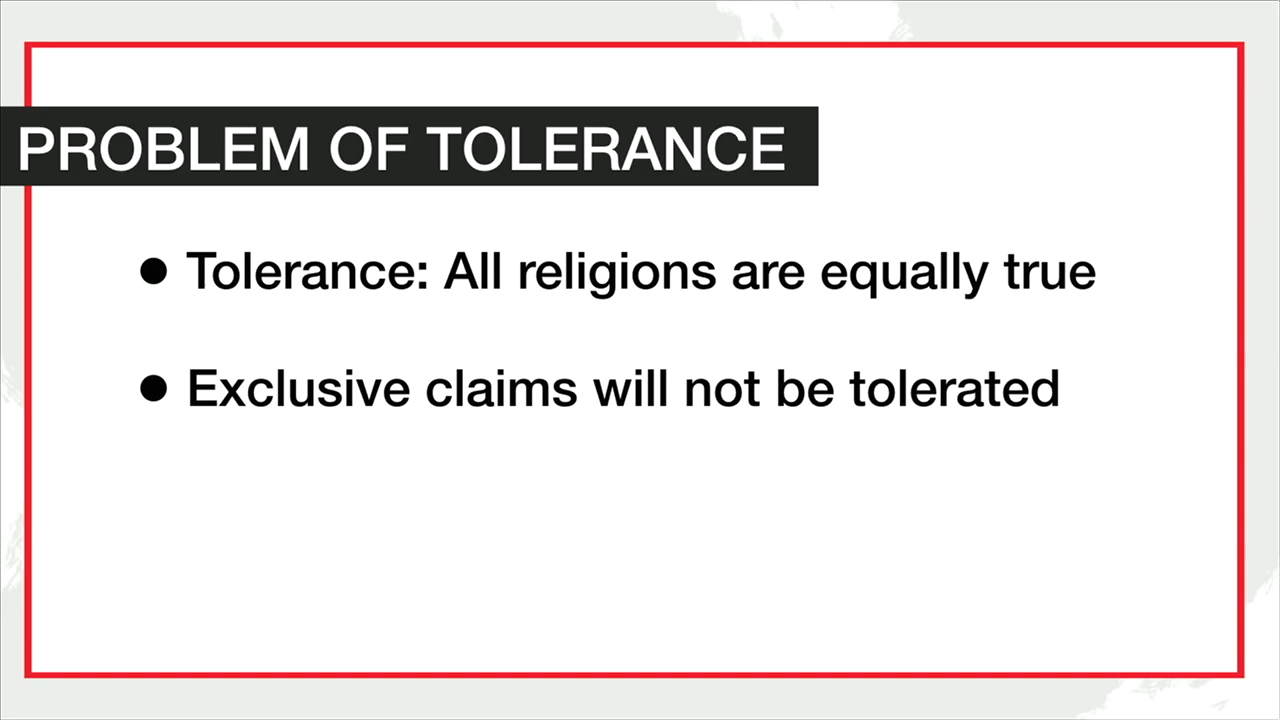 PROBLEM OF TOLERANCE
● Tolerance: All religions are equally true
● Exclusive claims will not be tolerated